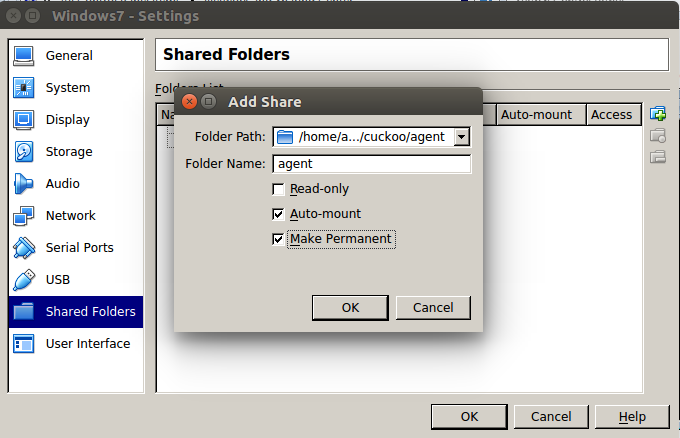 Windows7 - Settings
General
System
Display
Storage
Audio
Network
Serial Ports
USB
Shared Folders
User Interface
Shared Folders
Folders List
Auto-mount
Access
Add Share
Folder Path:
/home/a.../cuckoo/agent
Folder Name:
agent
Read-only
Auto-mount
Make Permanent
OK
Cancel
OK
Cancel
Help